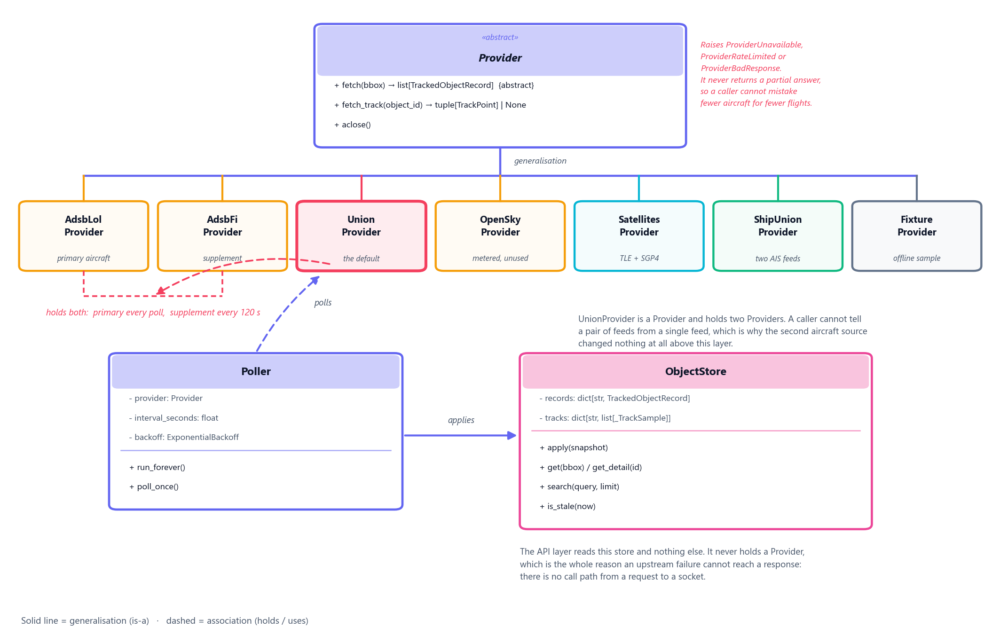 «abstract»
Provider
+ fetch(bbox) → list[TrackedObjectRecord]  {abstract}
+ fetch_track(object_id) → tuple[TrackPoint] | None
+ aclose()
Raises ProviderUnavailable,
ProviderRateLimited or
ProviderBadResponse.
It never returns a partial answer,
so a caller cannot mistake
fewer aircraft for fewer flights.
generalisation
AdsbLol
Provider
primary aircraft
AdsbFi
Provider
supplement
Union
Provider
the default
OpenSky
Provider
metered, unused
Satellites
Provider
TLE + SGP4
ShipUnion
Provider
two AIS feeds
Fixture
Provider
offline sample
holds both:  primary every poll,  supplement every 120 s
polls
UnionProvider is a Provider and holds two Providers. A caller cannot tell
a pair of feeds from a single feed, which is why the second aircraft source
changed nothing at all above this layer.
Poller
- provider: Provider
- interval_seconds: float
- backoff: ExponentialBackoff
+ run_forever()
+ poll_once()
applies
ObjectStore
- records: dict[str, TrackedObjectRecord]
- tracks: dict[str, list[_TrackSample]]
+ apply(snapshot)
+ get(bbox) / get_detail(id)
+ search(query, limit)
+ is_stale(now)
The API layer reads this store and nothing else. It never holds a Provider,
which is the whole reason an upstream failure cannot reach a response:
there is no call path from a request to a socket.
Solid line = generalisation (is-a)   ·   dashed = association (holds / uses)